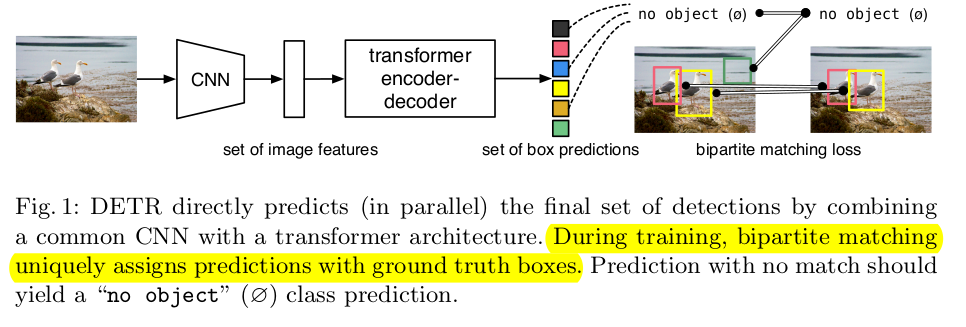 no object (ø)
no object (ø)
CNN
transformer
encoder-
decoder
set of image features
set of box predictions
bipartite matching loss
Fig. 1: DETR directly predicts (in parallel) the final set of detections by combining
a common CNN with a transformer architecture. During training, bipartite matching
uniquely assigns predictions with ground truth boxes. Prediction with no match should
yield a “no object” (∅) class prediction.